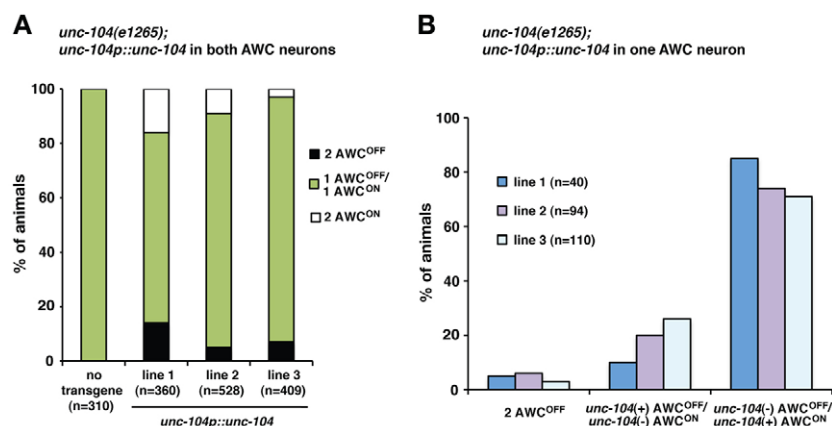 A
unc-104(e1265);
unc-104p::unc-104 in both AWC neurons
100
80
60
40
20
0
% of animals
2 AWCOFF
1 AWCOFF/
1 AWCON
2 AWCON
no
transgene
(n=310)
line 1
(n=360)
line 2
(n=528)
line 3
(n=409)
unc-104p::unc-104
B
unc-104(e1265);
unc-104p::unc-104 in one AWC neuron
100
80
60
40
20
0
% of animals
line 1 (n=40)
line 2 (n=94)
line 3 (n=110)
2 AWCOFF
unc-104(+) AWCOFF/
unc-104(-) AWCON
unc-104(-) AWCOFF/
unc-104(+) AWCON